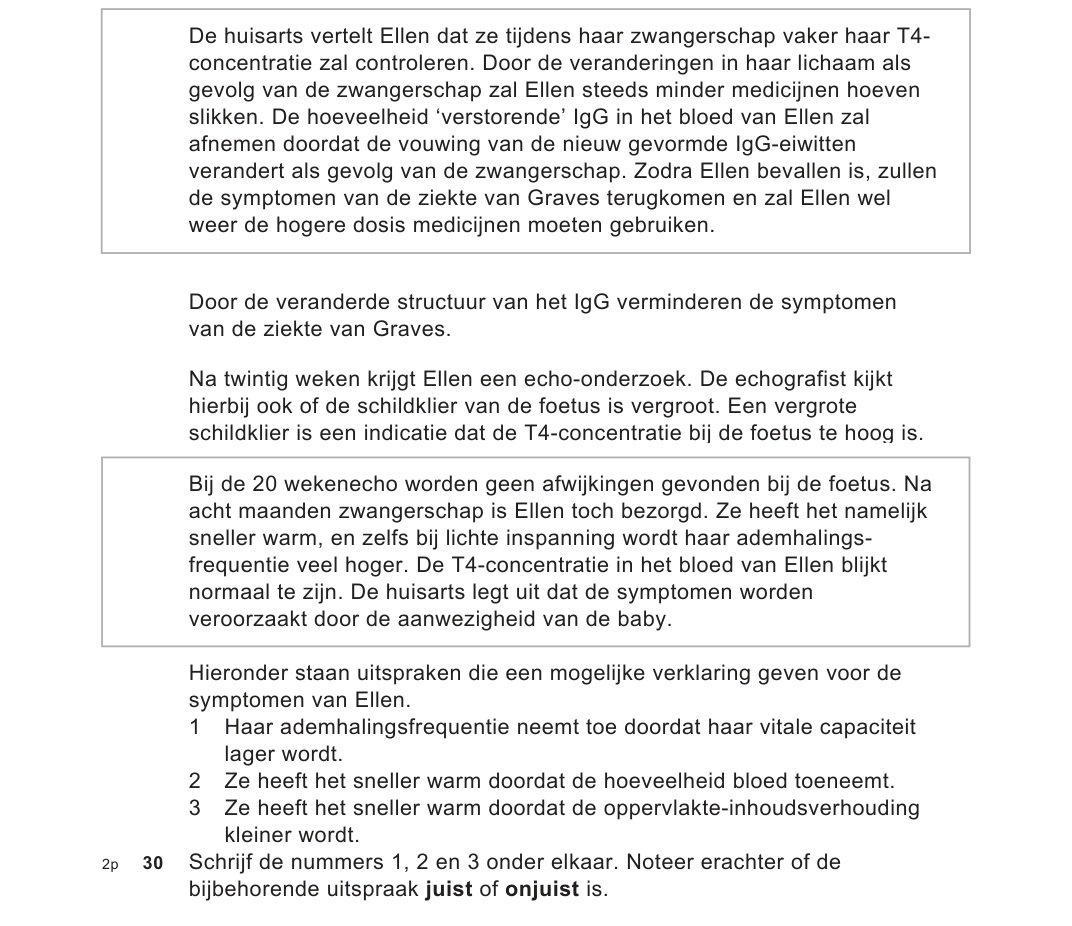 De huisarts vertelt Ellen dat ze tijdens haar zwangerschap vaker haar T4-
concentratie zal controleren. Door de veranderingen in haar lichaam als
gevolg van de zwangerschap zal Ellen steeds minder medicijnen hoeven
slikken. De hoeveelheid ‘verstorende’ IgG in het bloed van Ellen zal
afnemen doordat de vouwing van de nieuw gevormde IgG-eiwitten
verandert als gevolg van de zwangerschap. Zodra Ellen bevallen is, zullen
de symptomen van de ziekte van Graves terugkomen en zal Ellen wel
weer de hogere dosis medicijnen moeten gebruiken.
Door de veranderde structuur van het IgG verminderen de symptomen
van de ziekte van Graves.
Na twintig weken krijgt Ellen een echo-onderzoek. De echografist kijkt
hierbij ook of de schildklier van de foetus is vergroot. Een vergrote
schildklier is een indicatie dat de T4-concentratie bij de foetus te hoog is.
Bij de 20 wekenecho worden geen afwijkingen gevonden bij de foetus. Na
acht maanden zwangerschap is Ellen toch bezorgd. Ze heeft het namelijk
sneller warm, en zelfs bij lichte inspanning wordt haar ademhalings-
frequentie veel hoger. De T4-concentratie in het bloed van Ellen blijkt
normaal te zijn. De huisarts legt uit dat de symptomen worden
veroorzaakt door de aanwezigheid van de baby.
Hieronder staan uitspraken die een mogelijke verklaring geven voor de
symptomen van Ellen.
1 Haar ademhalingsfrequentie neemt toe doordat haar vitale capaciteit
lager wordt.
2 Ze heeft het sneller warm doordat de hoeveelheid bloed toeneemt.
3 Ze heeft het sneller warm doordat de oppervlakte-inhoudsverhouding
kleiner wordt.
2p 30 Schrijf de nummers 1, 2 en 3 onder elkaar. Noteer erachter of de
bijbehorende uitspraak juist of onjuist is.